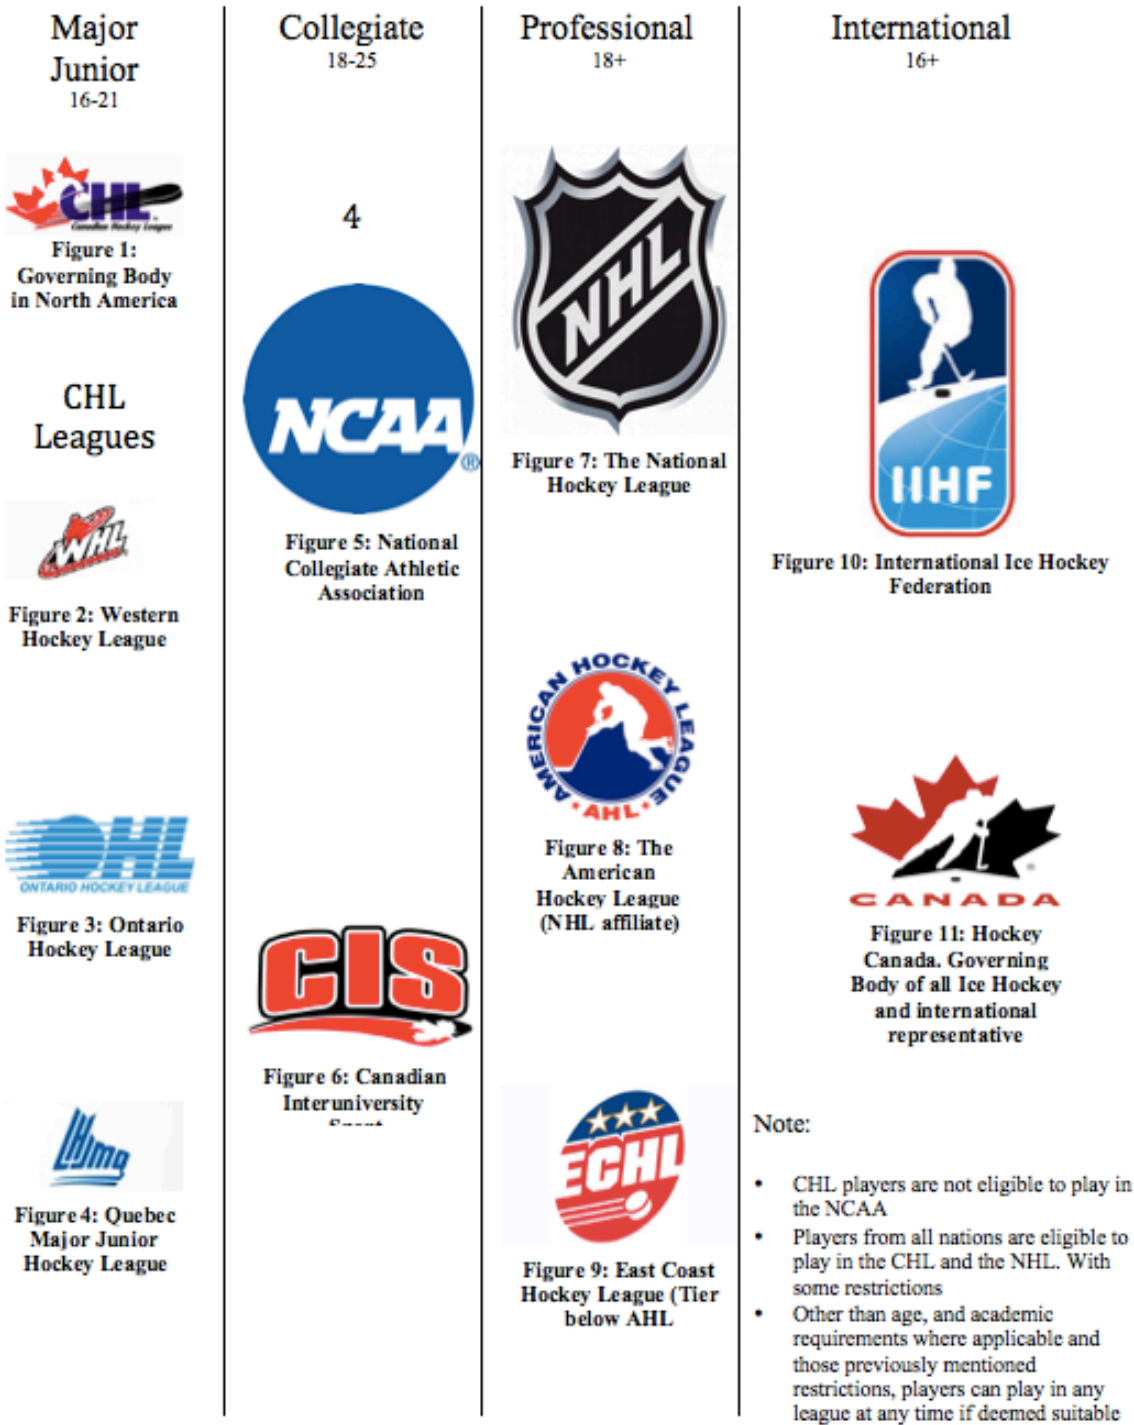 Major
Junior
16-21
CHL
Canadian Hockey League
Figure 1:
Governing Body
in North America
CHL
Leagues
WHL
Figure 2: Western
Hockey League
OHL
ONTARIO HOCKEY LEAGUE
Figure 3: Ontario
Hockey League
LHJMQ
Figure 4: Quebec
Major Junior
Hockey League
Collegiate
18-25
4
NCAA
®
Figure 5: National
Collegiate Athletic
Association
CIS
Figure 6: Canadian
Interuniversity
Sport
Professional
18+
NHL
Figure 7: The National
Hockey League
AMERICAN HOCKEY LEAGUE
AHL
Figure 8: The
American
Hockey League
(NHL affiliate)
ECHL
Figure 9: East Coast
Hockey League (Tier
below AHL
International
16+
IIHF
Figure 10: International Ice Hockey
Federation
CANADA
Figure 11: Hockey
Canada. Governing
Body of all Ice Hockey
and international
representative
Note:
• CHL players are not eligible to play in
the NCAA
• Players from all nations are eligible to
play in the CHL and the NHL. With
some restrictions
• Other than age, and academic
requirements where applicable and
those previously mentioned
restrictions, players can play in any
league at any time if deemed suitable